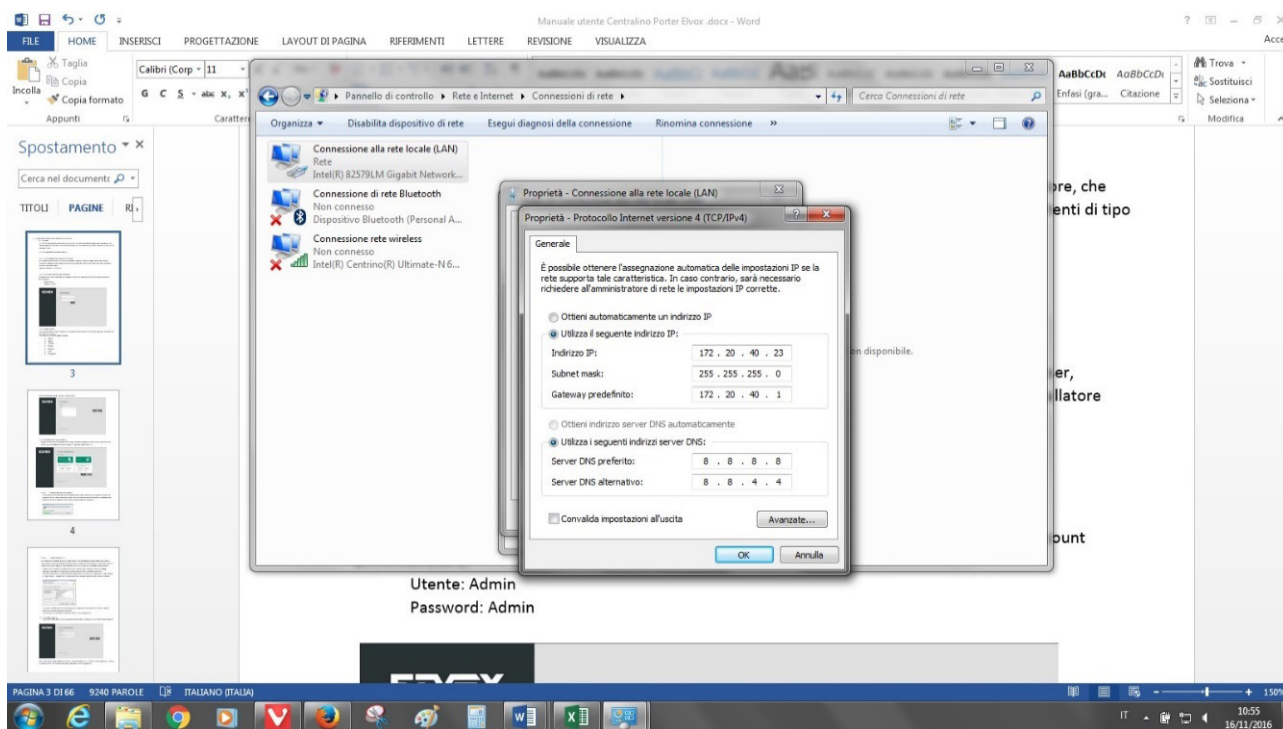 Manuale utente Centralino Porter Elvox .docx - Word
FILE HOME INSERISCI PROGETTAZIONE LAYOUT DI PAGINA RIFERIMENTI LETTERE REVISIONE VISUALIZZA
Acce
Incolla
Taglia
Copia
Copia formato
Appunti
Calibri (Corp 11
G C S abc X, X²
Caratter
AaBbCcDc AaBbCcDc
Enfasi (gra... Citazione
Trova
Sostituisci
Seleziona
Modifica
Spostamento
Cerca nel documento
TITOLI PAGINE RI
3
4
Pannello di controllo Rete e Internet Connessioni di rete
Cerca Connessioni di rete
Organizza Disabilita dispositivo di rete Esegui diagnosi della connessione Rinomina connessione »
Connessione alla rete locale (LAN)
Rete
Intel(R) 82579LM Gigabit Network...
Connessione di rete Bluetooth
Non connesso
Dispositivo Bluetooth (Personal A...
Connessione rete wireless
Non connesso
Intel(R) Centrino(R) Ultimate-N 6...
Proprietà - Connessione alla rete locale (LAN)
Proprietà - Protocollo Internet versione 4 (TCP/IPv4)
Generale
È possibile ottenere l'assegnazione automatica delle impostazioni IP se la
rete supporta tale caratteristica. In caso contrario, sarà necessario
richiedere all'amministratore di rete le impostazioni IP corrette.
Ottieni automaticamente un indirizzo IP
Utilizza il seguente indirizzo IP:
Indirizzo IP: 172 . 20 . 40 . 23
Subnet mask: 255 . 255 . 255 . 0
Gateway predefinito: 172 . 20 . 40 . 1
Ottieni indirizzo server DNS automaticamente
Utilizza i seguenti indirizzi server DNS:
Server DNS preferito: 8 . 8 . 8 . 8
Server DNS alternativo: 8 . 8 . 4 . 4
Convalida impostazioni all'uscita
Avanzate...
OK Annulla
on disponibile.
ore, che
enti di tipo
er,
llatore
ount
Utente: Admin
Password: Admin
PAGINA 3 DI 66 9240 PAROLE ITALIANO (ITALIA)
150%
IT
10:55
16/11/2016